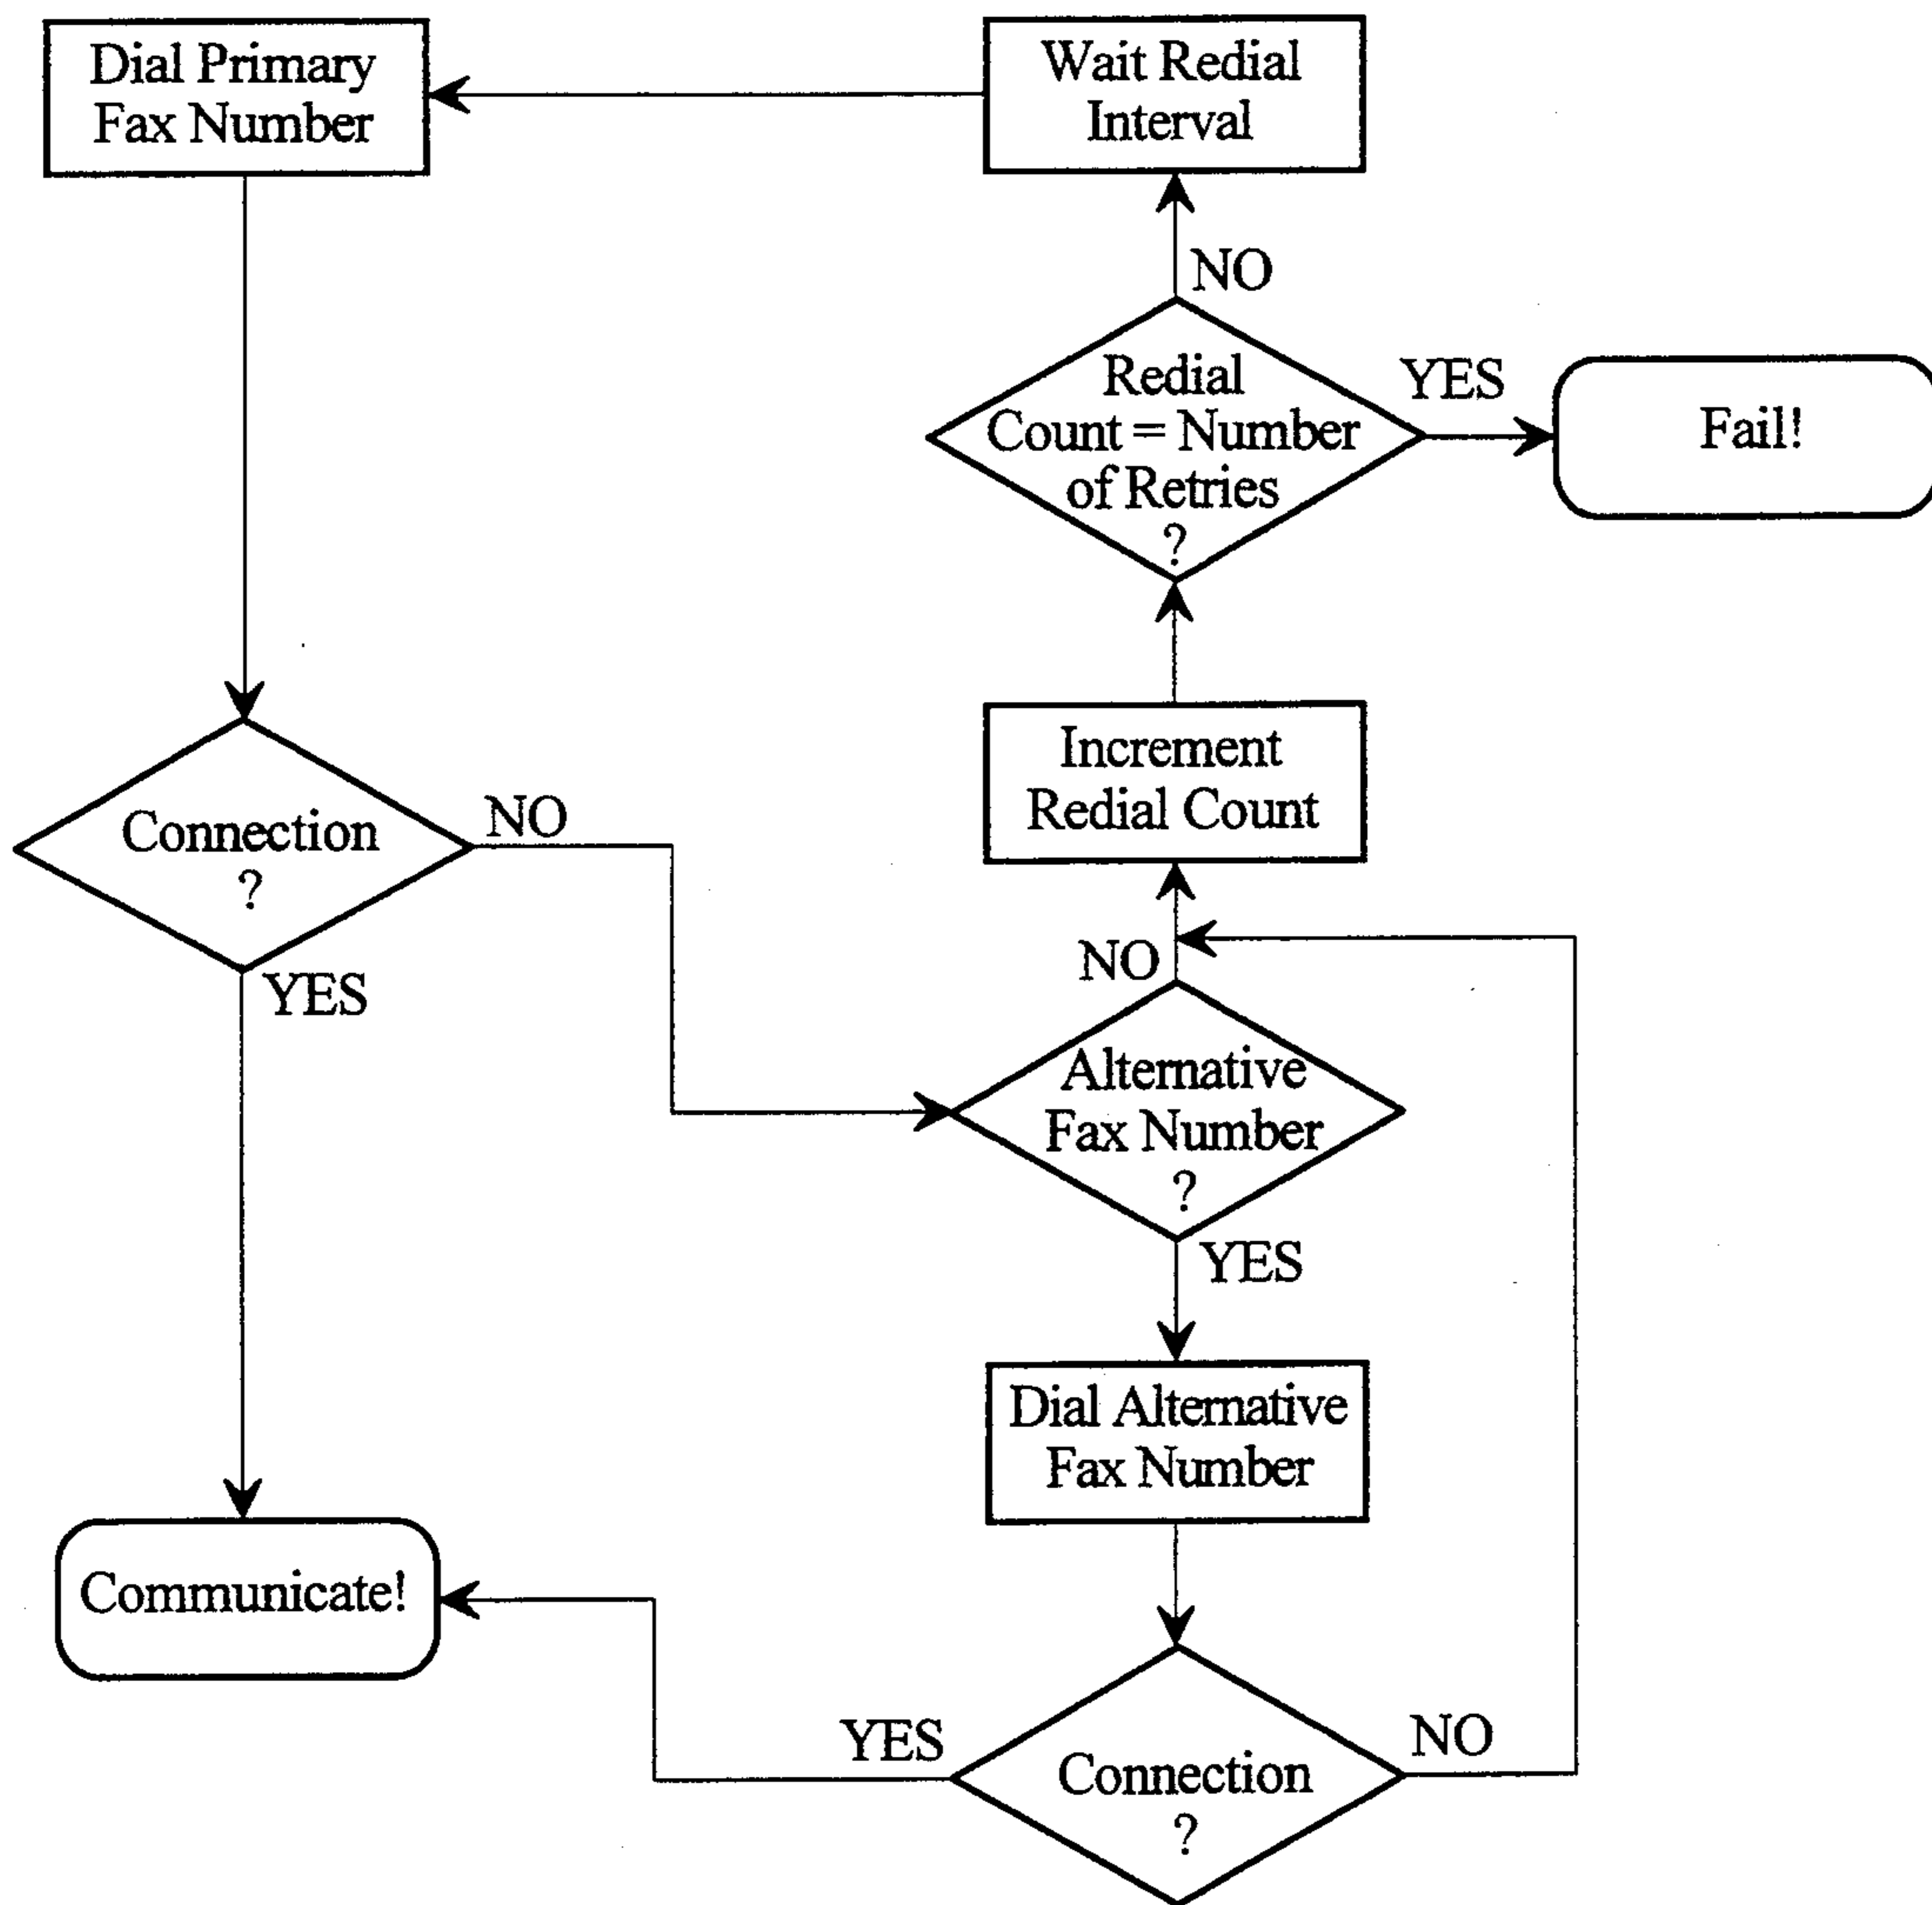 Dial Primary
Fax Number
Wait Redial
Interval
NO
Redial
Count = Number
of Retries
?
YES
Fail!
Increment
Redial Count
Connection
?
NO
YES
NO
Alternative
Fax Number
?
YES
Dial Alternative
Fax Number
Communicate!
YES
Connection
?
NO